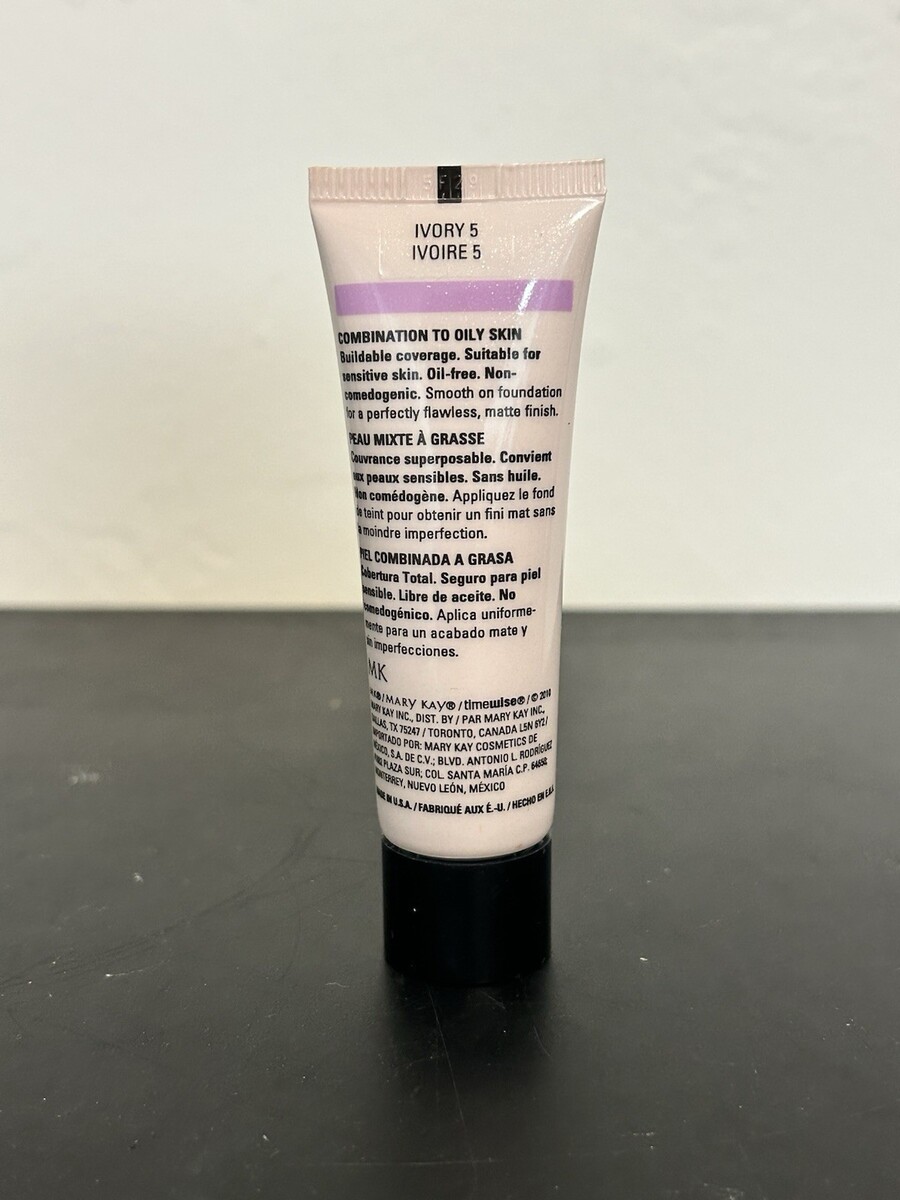 IVORY 5
IVOIRE 5
COMBINATION TO OILY SKIN
Buildable coverage. Suitable for
sensitive skin. Oil-free. Non-
comedogenic. Smooth on foundation
for a perfectly flawless, matte finish.
PEAU MIXTE À GRASSE
Couvrance superposable. Convient
aux peaux sensibles. Sans huile.
Non comédogène. Appliquez le fond
de teint pour obtenir un fini mat sans
la moindre imperfection.
PIEL COMBINADA A GRASA
Cobertura Total. Seguro para piel
sensible. Libre de aceite. No
comedogénico. Aplica uniforme-
mente para un acabado mate y
sin imperfecciones.
MK
/ MARY KAY® / timewise® / © 2010
MARY KAY INC., DIST. BY / PAR MARY KAY INC.,
DALLAS, TX 75247 / TORONTO, CANADA L5N 6Y2 /
IMPORTADO POR: MARY KAY COSMETICS DE
MÉXICO, S.A. DE C.V.; BLVD. ANTONIO L. RODRÍGUEZ
PLAZA SUR; COL. SANTA MARÍA C.P. 64650;
MONTERREY, NUEVO LEÓN, MÉXICO
MADE IN U.S.A. / FABRIQUÉ AUX É.-U. / HECHO EN E.U.A.